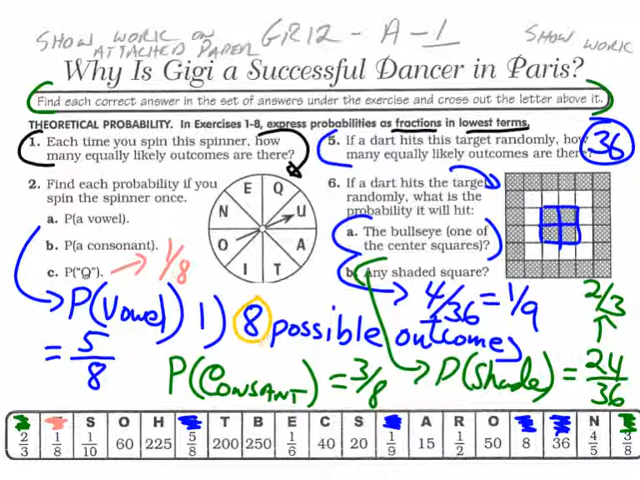 SHOW WORK ON
ATTACHED PAPER
GR12 - A - 1
SHOW WORK
Why Is Gigi a Successful Dancer in Paris?
Find each correct answer in the set of answers under the exercise and cross out the letter above it.
THEORETICAL PROBABILITY. In Exercises 1-8, express probabilities as fractions in lowest terms.
1. Each time you spin this spinner, how
many equally likely outcomes are there?
2. Find each probability if you
spin the spinner once.
a. P(a vowel).
b. P(a consonant).
c. P("Q").
1/8
E Q
N U
O A
I T
5. If a dart hits this target randomly, how
many equally likely outcomes are there?
36
6. If a dart hits the target
randomly, what is the
probability it will hit:
a. The bullseye (one of
the center squares)?
b. Any shaded square?
P(Vowel)
= 5/8
1) 8 possible outcomes
4/36 = 1/9
2/3
P(CONSANT) = 3/8
P(Shade) = 24/36
S O H T B E C S A R O N
2/3 1/8 1/10 60 225 5/8 200 250 1/6 40 20 1/9 15 1/2 50 8 36 4/5 3/8